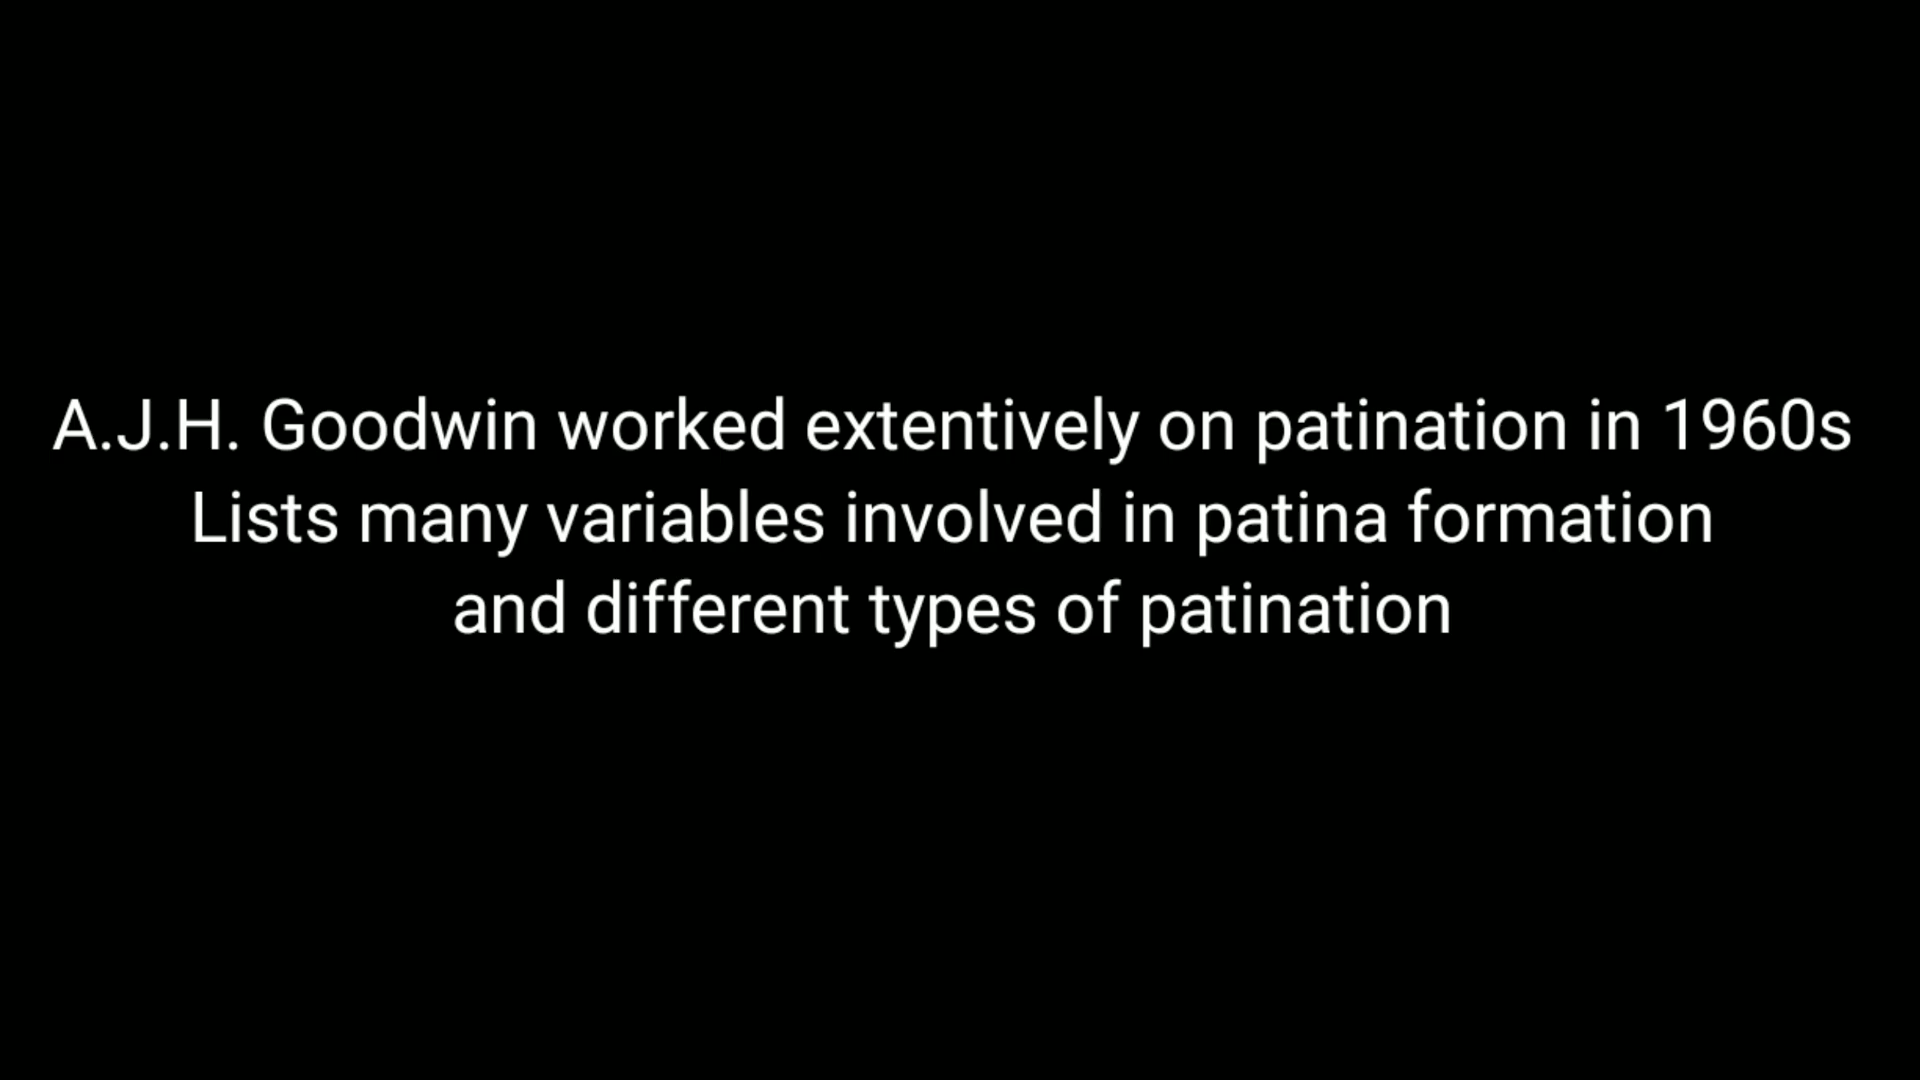 A.J.H. Goodwin worked extentively on patination in 1960s
Lists many variables involved in patina formation
and different types of patination